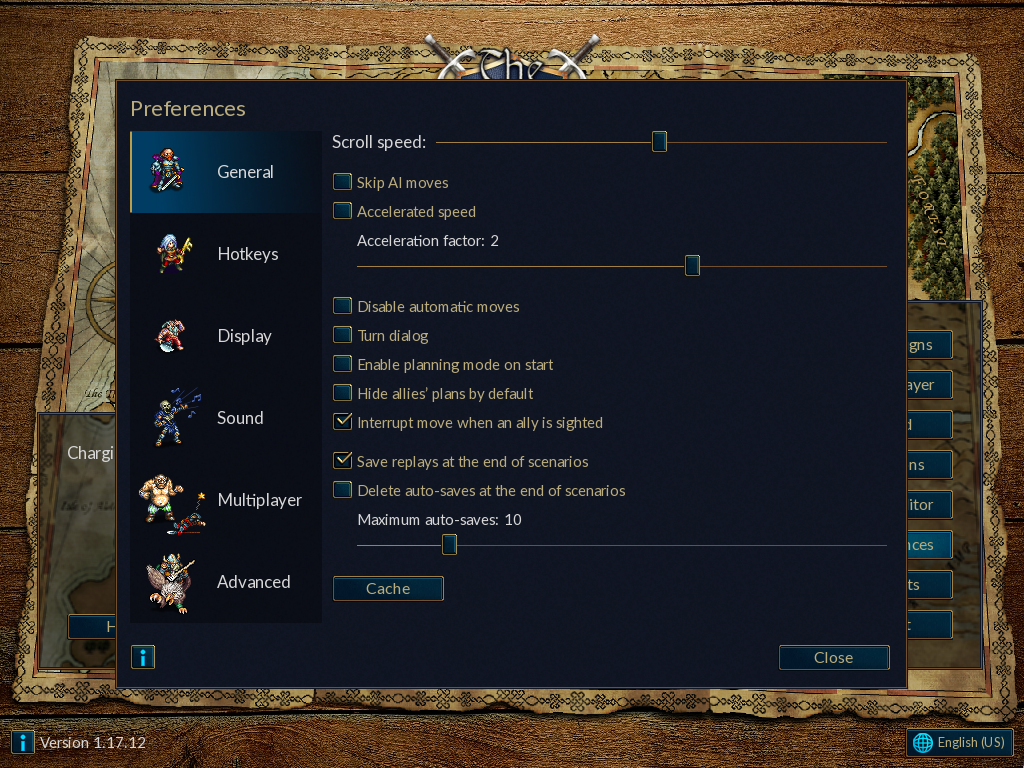 The
Preferences
General
Hotkeys
Display
Sound
Multiplayer
Advanced
Scroll speed:
Skip AI moves
Accelerated speed
Acceleration factor: 2
Disable automatic moves
Turn dialog
Enable planning mode on start
Hide allies' plans by default
Interrupt move when an ally is sighted
Save replays at the end of scenarios
Delete auto-saves at the end of scenarios
Maximum auto-saves: 10
Cache
Close
Version 1.17.12
English (US)